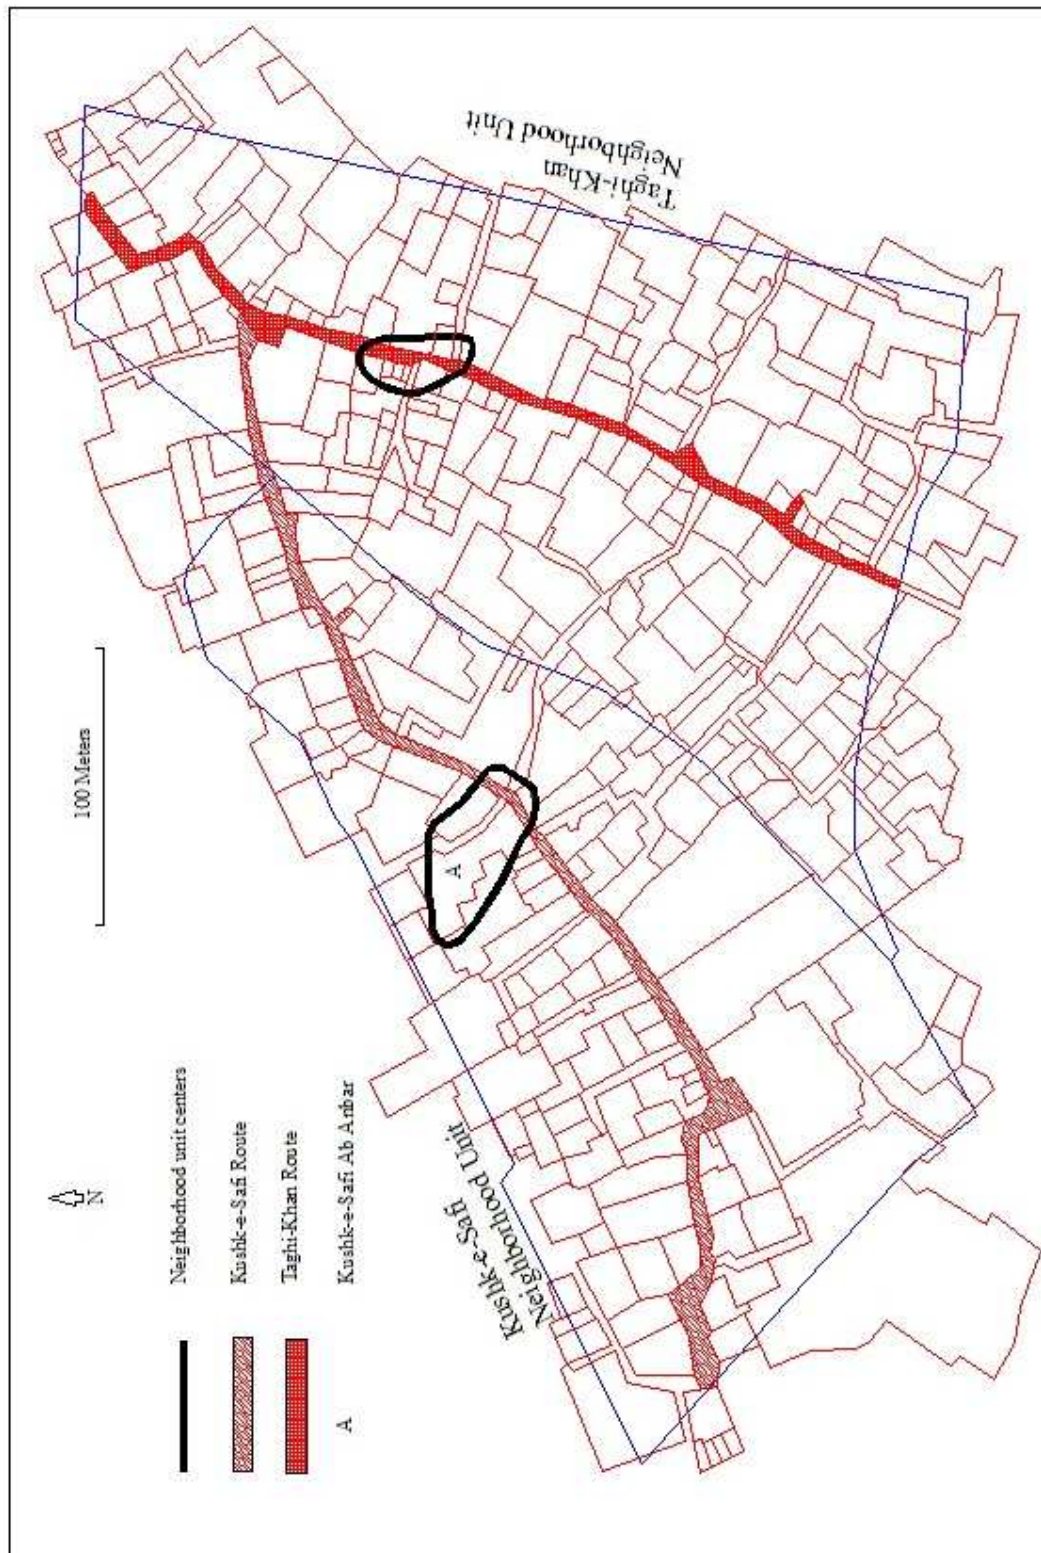 N
Neighborhood unit centers
Kushk-e-Safi Route
Taghi-Khan Route
A
Kushk-e-Safi Ab Anbar
100 Meters
A
Kushk-e-Safi
Neighborhood Unit
Taghi-Khan
Neighborhood Unit